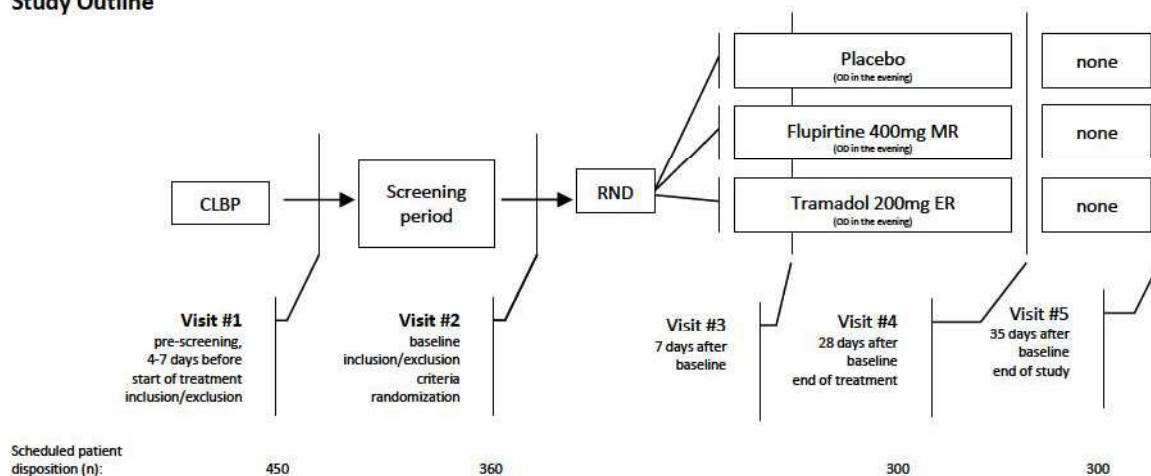 Study Outline
Placebo
(OD in the evening)
none
Flupirtine 400mg MR
(OD in the evening)
none
CLBP
Screening
period
RND
Tramadol 200mg ER
(OD in the evening)
none
Visit #1
pre-screening,
4-7 days before
start of treatment
inclusion/exclusion
Visit #2
baseline
inclusion/exclusion
criteria
randomization
Visit #3
7 days after
baseline
Visit #4
28 days after
baseline
end of treatment
Visit #5
35 days after
baseline
end of study
Scheduled patient
disposition (n):
450
360
300
300